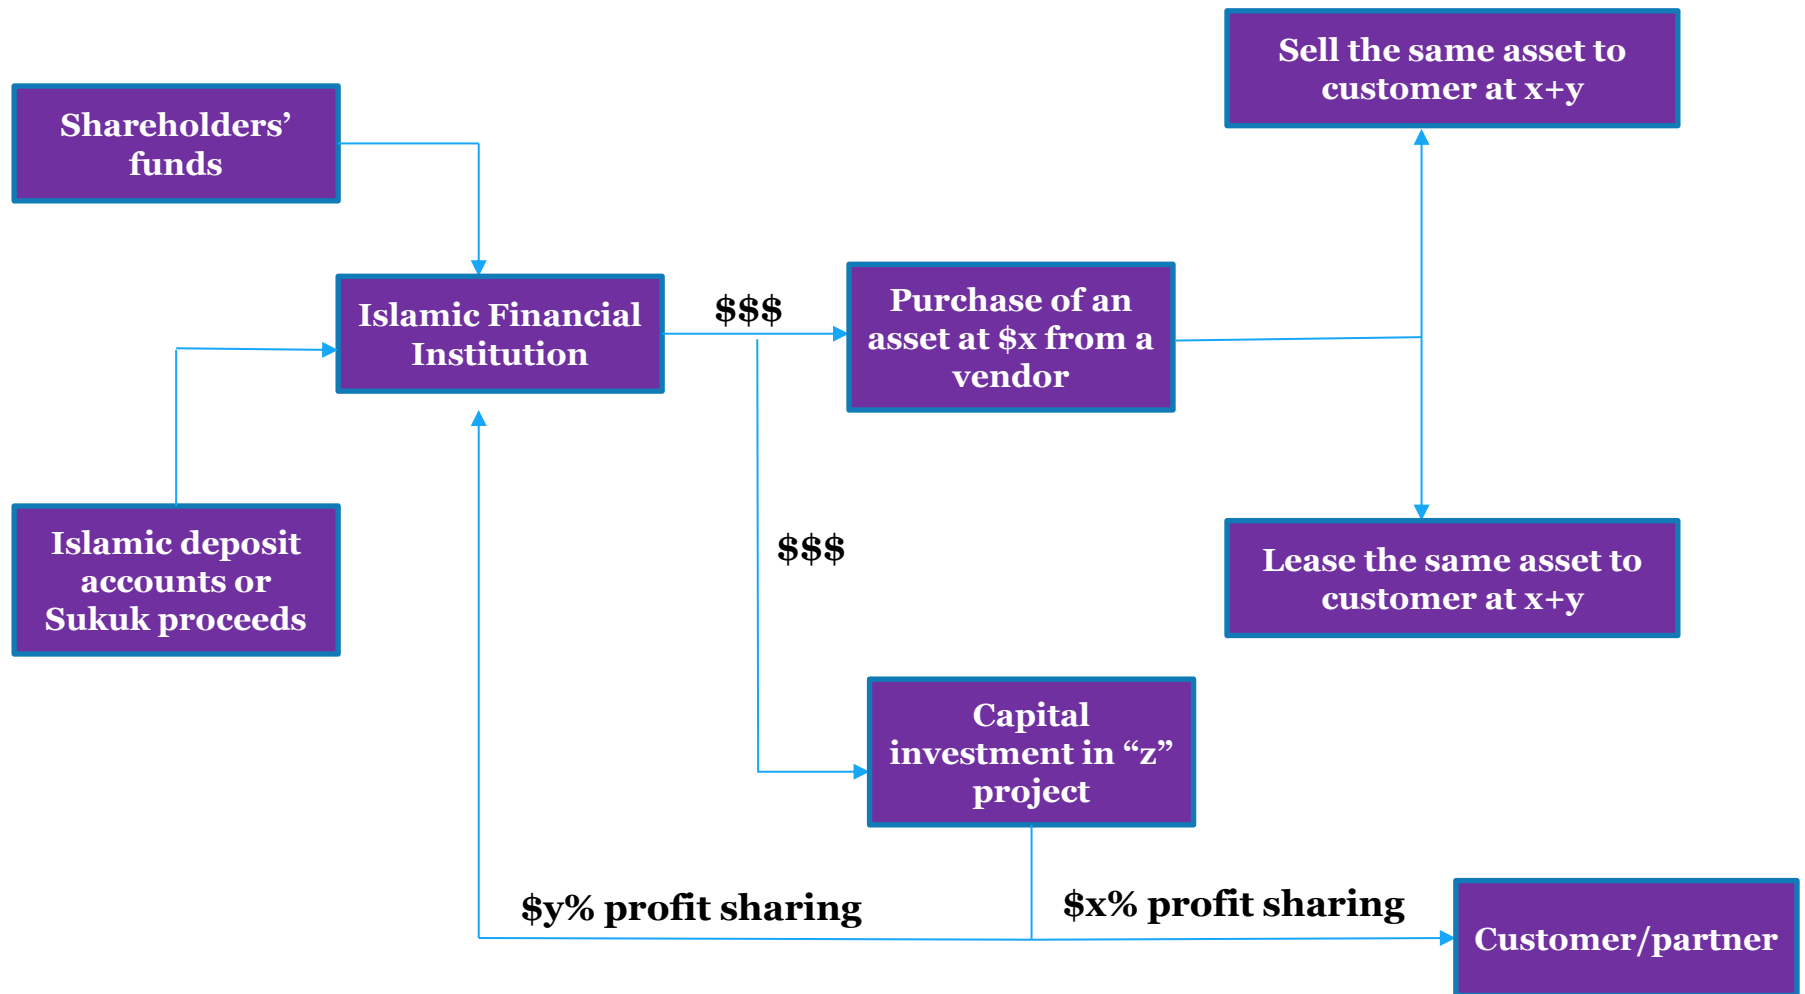 Sell the same asset to
customer at x+y
Shareholders’
funds
Islamic Financial
Institution
$$$
Purchase of an
asset at $x from a
vendor
Islamic deposit
accounts or
Sukuk proceeds
$$$
Lease the same asset to
customer at x+y
Capital
investment in “z”
project
$y% profit sharing
$x% profit sharing
Customer/partner